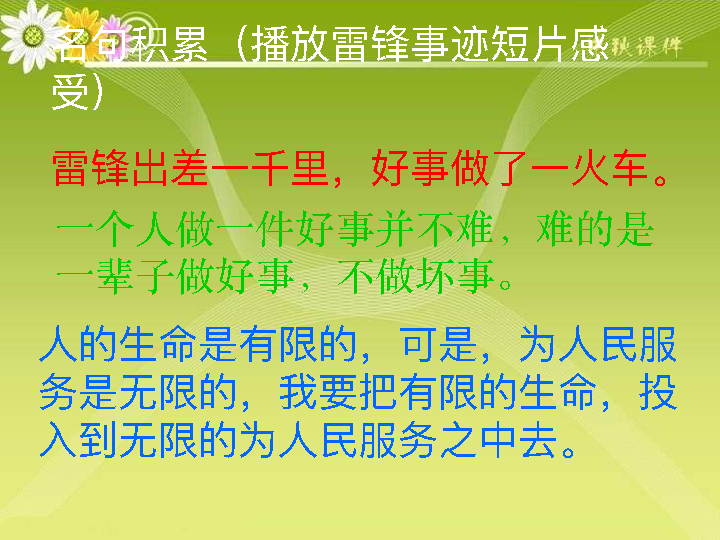 名句积累（播放雷锋事迹短片感
受）
秋课件
雷锋出差一千里，好事做了一火车。
一个人做一件好事并不难，难的是
一辈子做好事，不做坏事。
人的生命是有限的，可是，为人民服
务是无限的，我要把有限的生命，投
入到无限的为人民服务之中去。